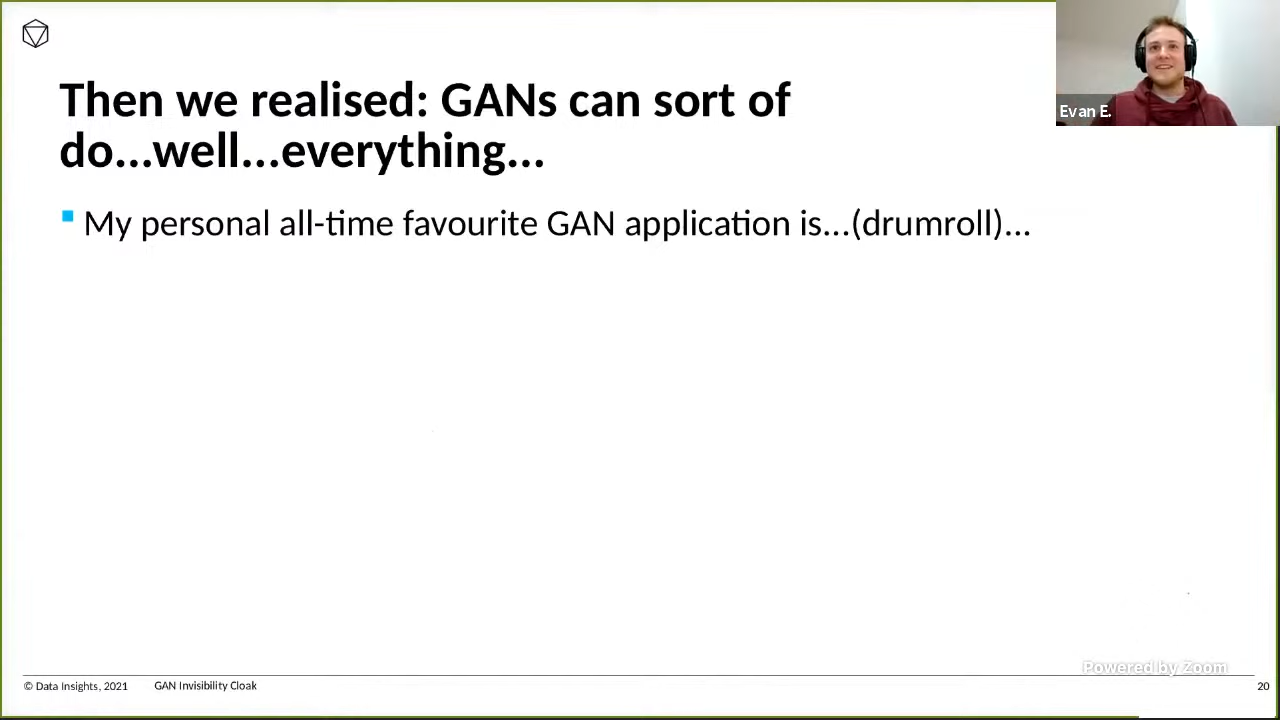 Then we realised: GANs can sort of
do...well...everything...
My personal all-time favourite GAN application is...(drumroll)...
Evan E.
Powered by Zoom
© Data Insights, 2021 GAN Invisibility Cloak 20